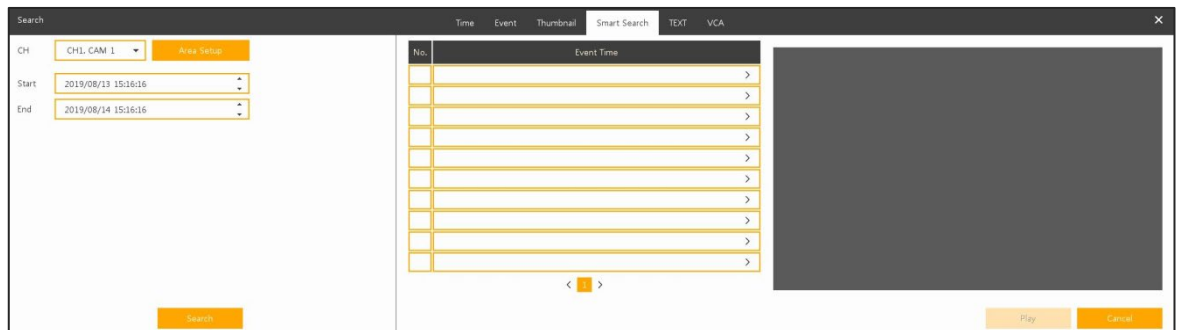 Search
Time Event Thumbnail Smart Search TEXT VCA
CH CH1, CAM 1 Area Setup
Start 2019/08/13 15:16:16
End 2019/08/14 15:16:16
Search
No. Event Time
< 1 >
Play Cancel